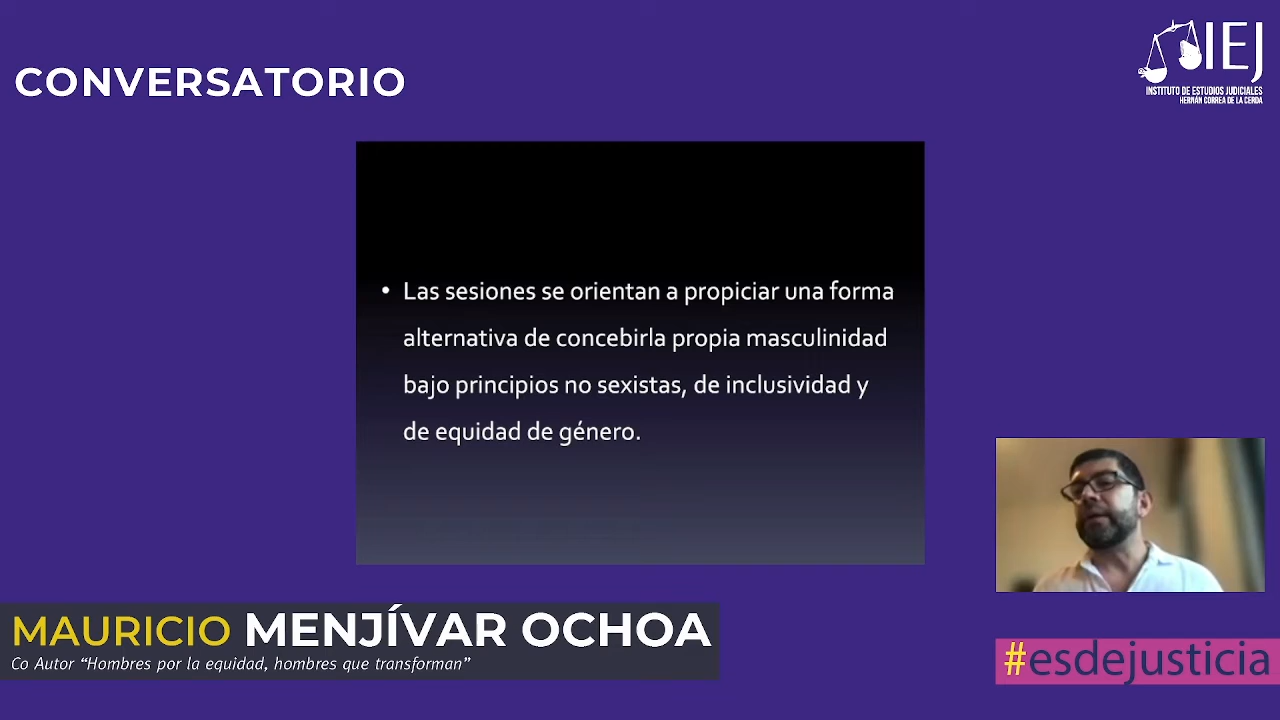 CONVERSATORIO
IEJ
INSTITUTO DE ESTUDIOS JUDICIALES
HERNÁN CORREA DE LA CERDA
• Las sesiones se orientan a propiciar una forma
alternativa de concebirla propia masculinidad
bajo principios no sexistas, de inclusividad y
de equidad de género.
MAURICIO MENJÍVAR OCHOA
Co Autor “Hombres por la equidad, hombres que transforman”
#esdejusticia